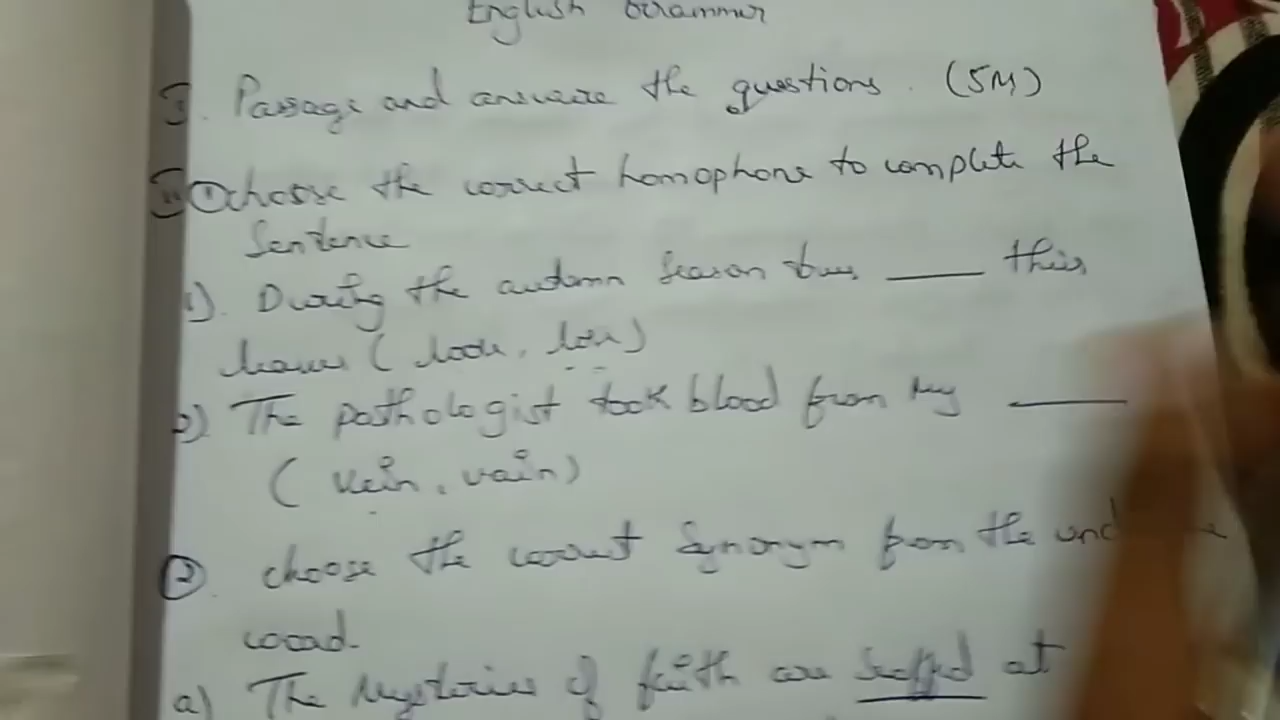 English Grammer
I. Passage and answere the questions. (5M)
II ① Choose the correct homophone to complete the
Sentence
1). During the autumn season trees ____ their
leaves ( loose, lose)
2) The pathologist took blood from my ____
( vein, vain)
② choose the correct Synonym from the
word.
a) The Mysteries of faith are Scoffed at